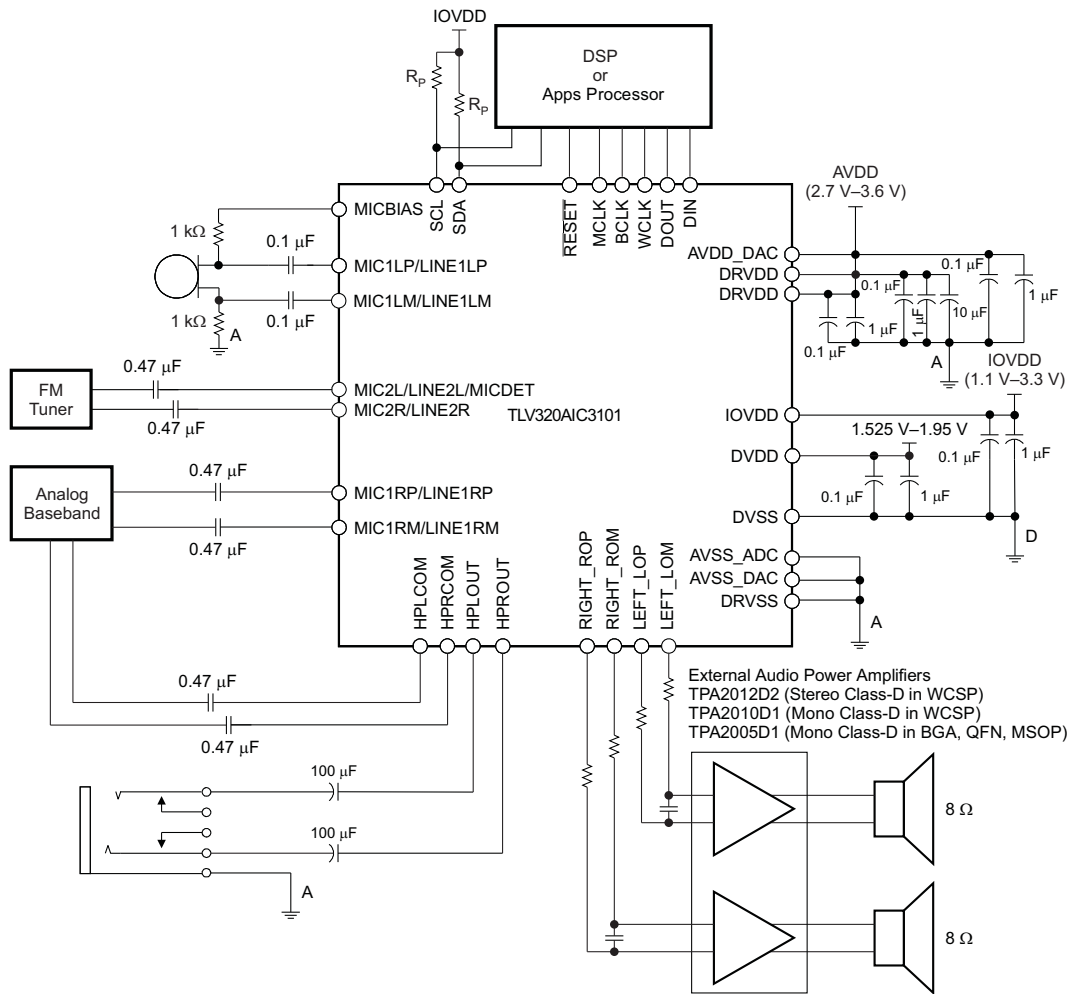 IOVDD
R_P
R_P
DSP
or
Apps Processor
SCL
SDA
RESET
MCLK
BCLK
WCLK
DOUT
DIN
AVDD
(2.7 V–3.6 V)
MICBIAS
1 kΩ
0.1 µF
MIC1LP/LINE1LP
MIC1LM/LINE1LM
1 kΩ
A
0.1 µF
AVDD_DAC
DRVDD
DRVDD
0.1 µF
1 µF
0.1 µF
1 µF
10 µF
0.1 µF
1 µF
A
FM
Tuner
0.47 µF
0.47 µF
MIC2L/LINE2L/MICDET
MIC2R/LINE2R
TLV320AIC3101
IOVDD
(1.1 V–3.3 V)
IOVDD
1.525 V–1.95 V
DVDD
0.1 µF
1 µF
0.1 µF
1 µF
DVSS
D
Analog
Baseband
0.47 µF
0.47 µF
MIC1RP/LINE1RP
MIC1RM/LINE1RM
AVSS_ADC
AVSS_DAC
DRVSS
A
HPLCOM
HPRCOM
HPLOUT
HPROUT
RIGHT_ROP
RIGHT_ROM
LEFT_LOP
LEFT_LOM
0.47 µF
0.47 µF
External Audio Power Amplifiers
TPA2012D2 (Stereo Class-D in WCSP)
TPA2010D1 (Mono Class-D in WCSP)
TPA2005D1 (Mono Class-D in BGA, QFN, MSOP)
100 µF
100 µF
A
8 Ω
8 Ω